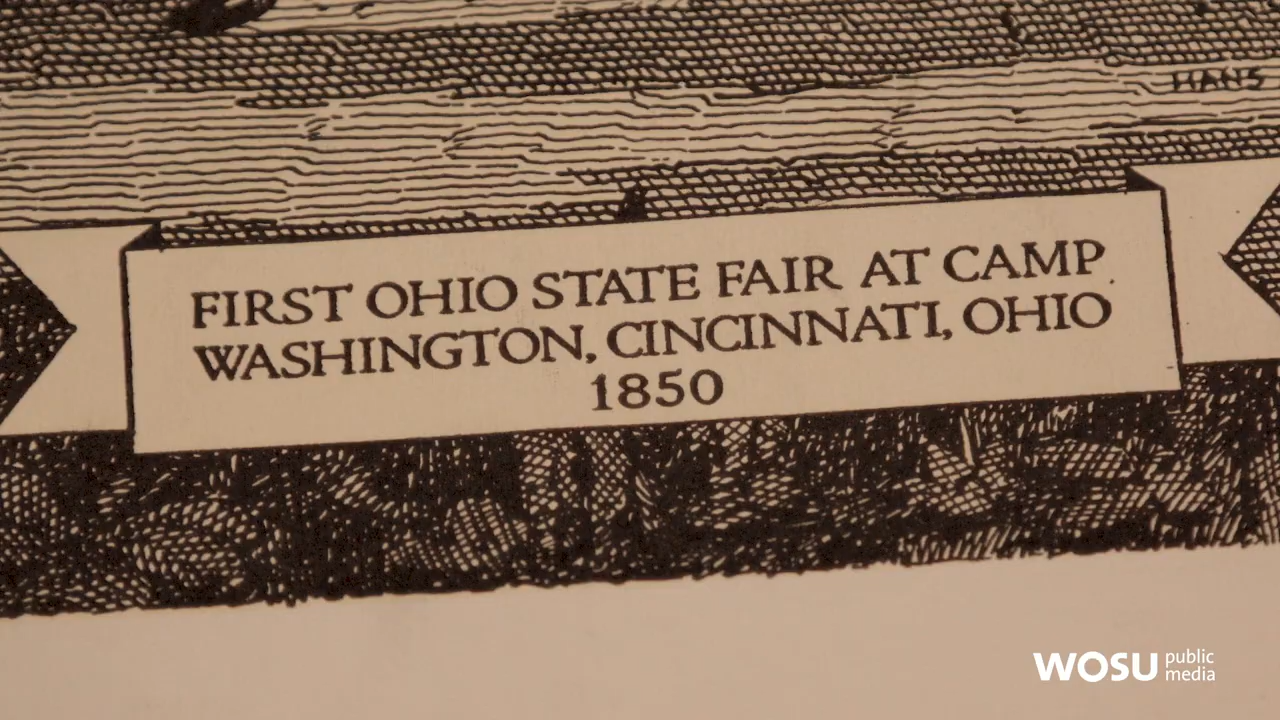 HANS
FIRST OHIO STATE FAIR AT CAMP
WASHINGTON, CINCINNATI, OHIO
1850
WOSU public
media